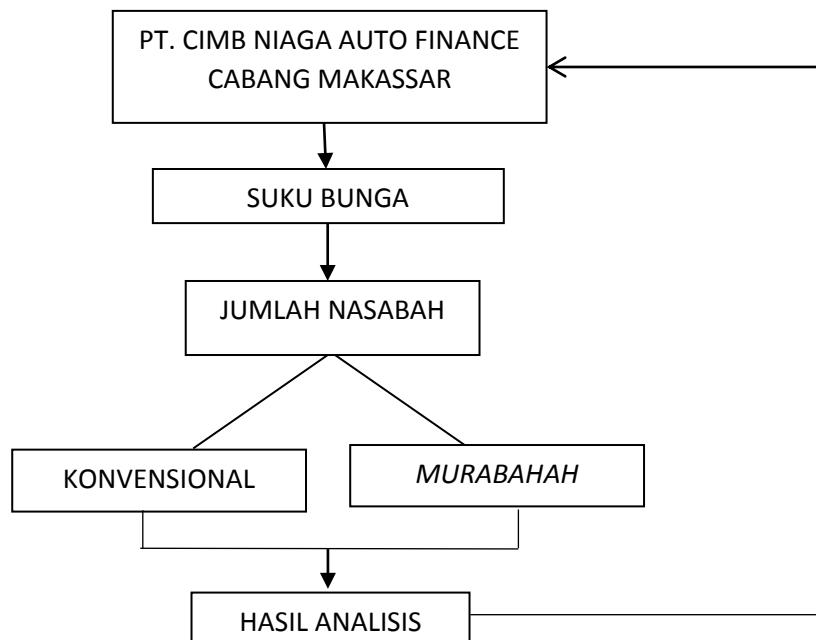 PT. CIMB NIAGA AUTO FINANCE
CABANG MAKASSAR
SUKU BUNGA
JUMLAH NASABAH
KONVENSIONAL
MURABAHAH
HASIL ANALISIS